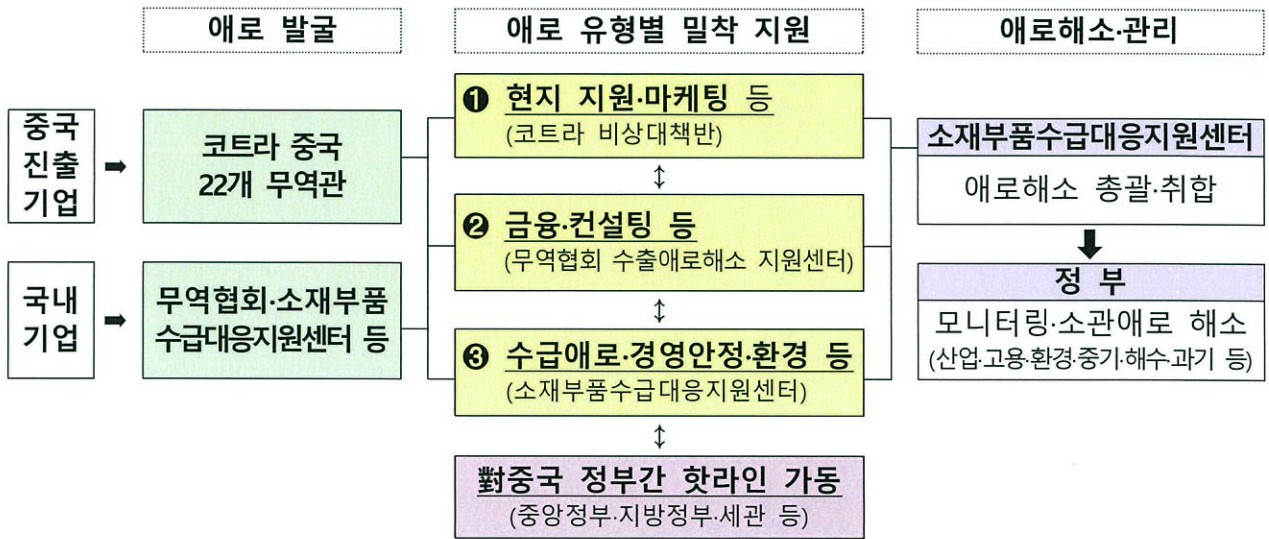 애로 발굴
애로 유형별 밀착 지원
애로해소·관리
중국
진출
기업
➡
코트라 중국
22개 무역관
국내
기업
➡
무역협회·소재부품
수급대응지원센터 등
❶ 현지 지원·마케팅 등
(코트라 비상대책반)
↕
❷ 금융·컨설팅 등
(무역협회 수출애로해소 지원센터)
↕
❸ 수급애로·경영안정·환경 등
(소재부품수급대응지원센터)
↕
對중국 정부간 핫라인 가동
(중앙정부·지방정부·세관 등)
소재부품수급대응지원센터
애로해소 총괄·취합
정 부
모니터링·소관애로 해소
(산업·고용·환경·중기·해수·과기 등)